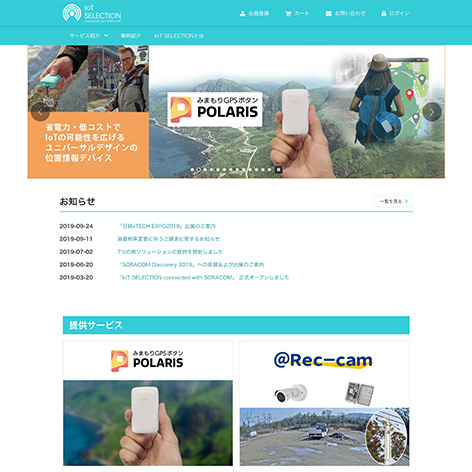 IoT
SELECTION
会員登録
カート
お問い合わせ
ログイン
サービス紹介
事例紹介
IoT SELECTIONとは
省電力・低コストで
IoTの可能性を広げる
ユニバーサルデザインの
位置情報デバイス
みまもりGPSボタン
POLARIS
お知らせ
一覧を見る
2019-09-24 「日経xTECH EXPO2019」出展のご案内
2019-09-11 消費税率変更に伴うご請求に関するお知らせ
2019-07-02 7つの新ソリューションの提供を開始しました
2019-06-20 「SORACOM Discovery 2019」への協賛および出展のご案内
2019-03-20 「IoT SELECTION connected with SORACOM」 正式オープンしました
提供サービス
みまもりGPSボタン
POLARIS
@Rec-cam